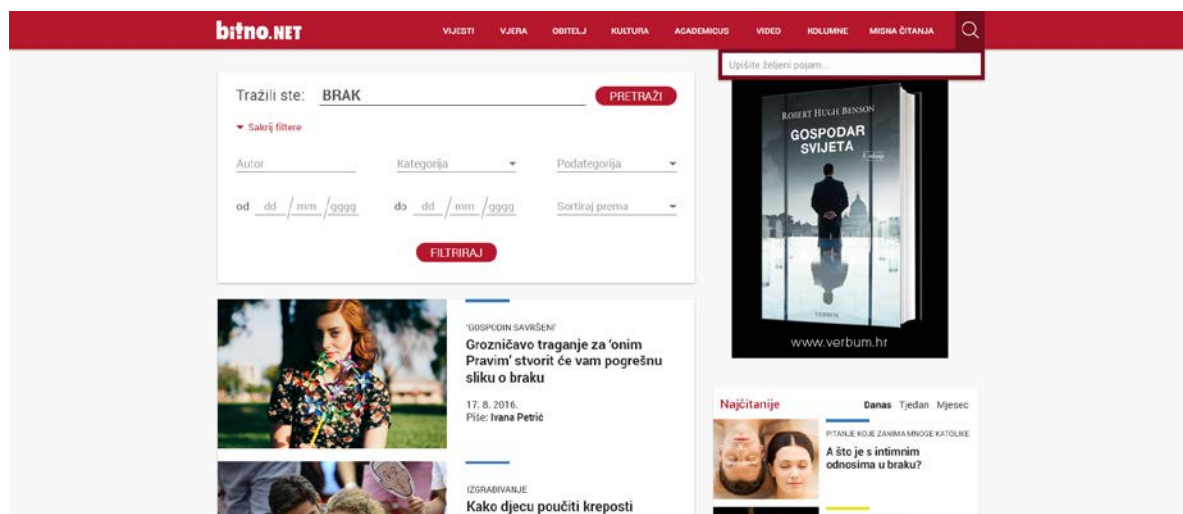 bitno.NET
VIJESTI VJERA OBITELJ KULTURA ACADEMICUS VIDEO KOLUMNE MISNA ČITANJA
Upišite željeni pojam...
Tražili ste: BRAK PRETRAŽI
Sakrij filtere
Autor Kategorija Podategorija
od dd / mm / gggg do dd / mm / gggg Sortiraj prema
FILTRIRAJ
ROBERT HUGH BENSON
GOSPODAR
SVIJETA
VERBUM
www.verbum.hr
'GOSPODIN SAVRŠENI'
Grozničavo traganje za 'onim
Pravim' stvorit će vam pogrešnu
sliku o braku
17. 8. 2016.
Piše: Ivana Petrić
IZGRAĐIVANJE
Kako djecu poučiti kreposti
Najčitanije Danas Tjedan Mjesec
PITANJE KOJE ZANIMA MNOGE KATOLIKE
A što je s intimnim
odnosima u braku?